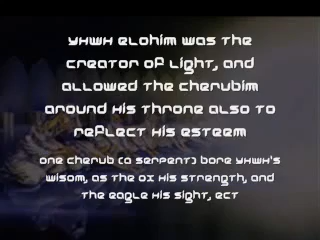 YHWH ELOHIM WAS THE
CREATOR OF LIGHT, AND
ALLOWED THE CHERUBIM
AROUND HIS THRONE ALSO TO
REFLECT HIS ESTEEM
ONE CHERUB (A SERPENT) BORE YHWH'S
WISOM, AS THE OX HIS STRENGTH, AND
THE EAGLE HIS SIGHT, ECT